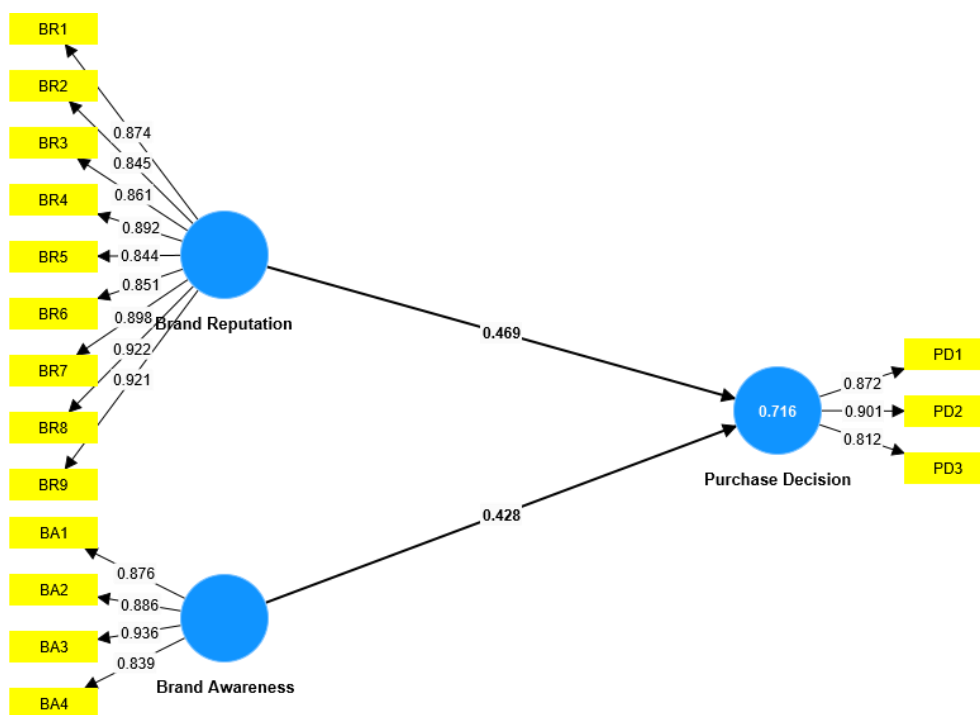 BR1
BR2
BR3
BR4
BR5
BR6
BR7
BR8
BR9
0.874
0.845
0.861
0.892
0.844
0.851
0.898
0.922
0.921
Brand Reputation
BA1
BA2
BA3
BA4
0.876
0.886
0.936
0.839
Brand Awareness
0.469
0.428
0.716
Purchase Decision
0.872
0.901
0.812
PD1
PD2
PD3